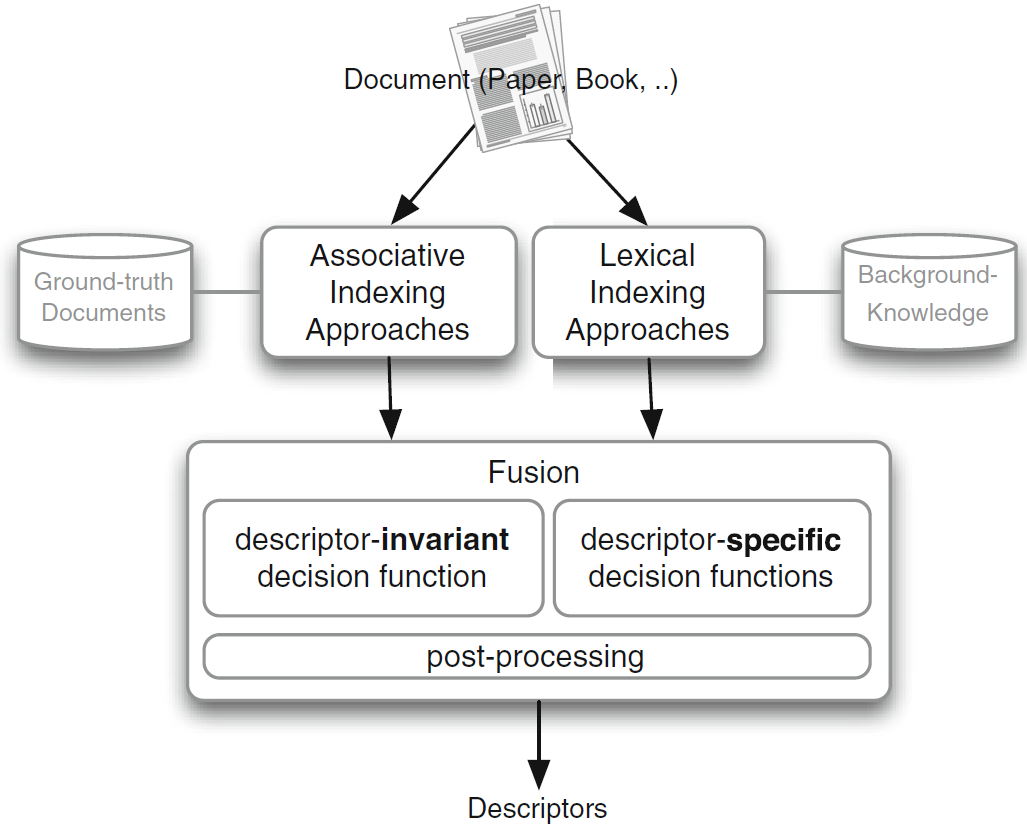 Document (Paper, Book, ..)
Ground-truth
Documents
Associative
Indexing
Approaches
Lexical
Indexing
Approaches
Background-
Knowledge
Fusion
descriptor-invariant
decision function
descriptor-specific
decision functions
post-processing
Descriptors